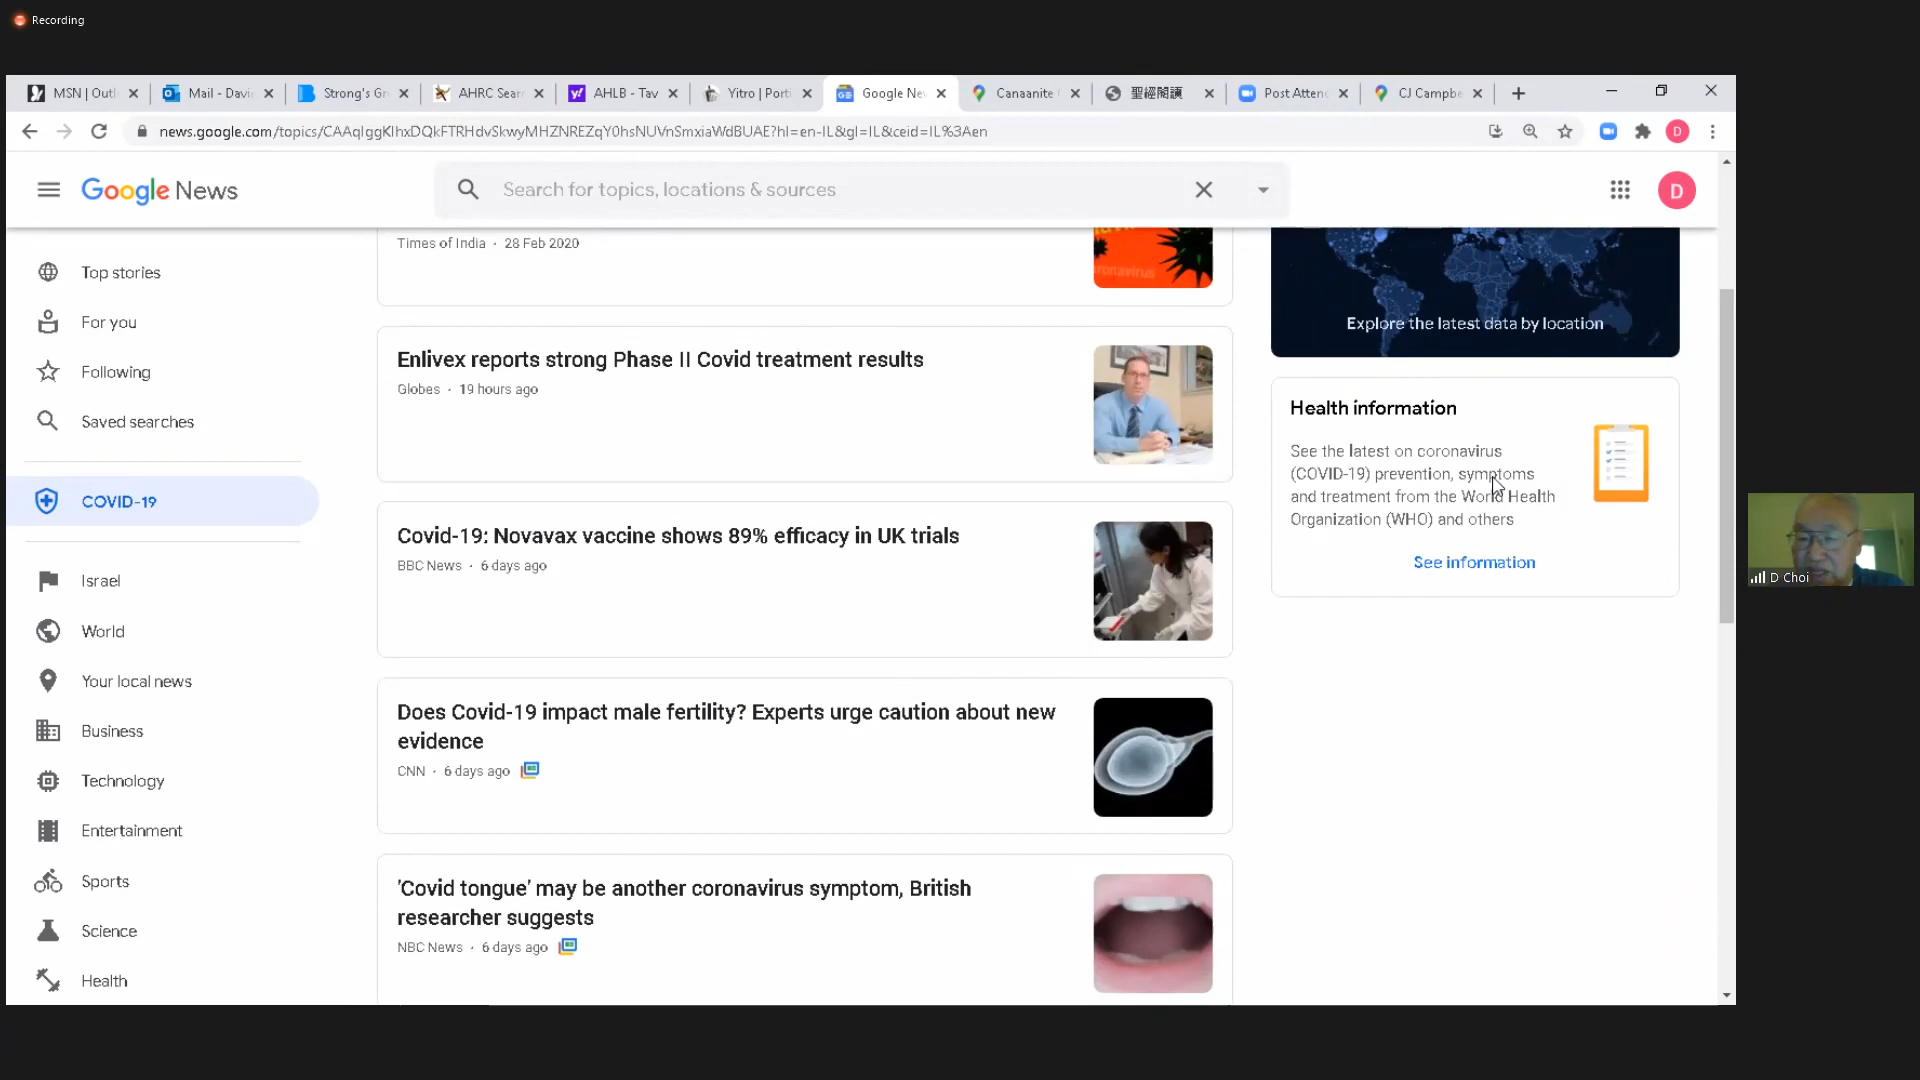 Recording
MSN | Outl
Mail - Davi
Strong's Gr
AHRC Sear
AHLB - Tav
Yitro | Porti
Google Ne
Canaanite
聖經閱讀
Post Atten
CJ Campbe
news.google.com/topics/CAAqIggKIhxDQkFTRHdvSkwyMHZNREZqY0hsNUVnSmxiaWdBUAE?hl=en-IL&gl=IL&ceid=IL%3Aen
D
Google News
Search for topics, locations & sources
D
Top stories
For you
Following
Saved searches
COVID-19
Israel
World
Your local news
Business
Technology
Entertainment
Sports
Science
Health
Times of India · 28 Feb 2020
Enlivex reports strong Phase II Covid treatment results
Globes · 19 hours ago
Covid-19: Novavax vaccine shows 89% efficacy in UK trials
BBC News · 6 days ago
Does Covid-19 impact male fertility? Experts urge caution about new
evidence
CNN · 6 days ago
'Covid tongue' may be another coronavirus symptom, British
researcher suggests
NBC News · 6 days ago
Explore the latest data by location
Health information
See the latest on coronavirus
(COVID-19) prevention, symptoms
and treatment from the World Health
Organization (WHO) and others
See information
D Choi